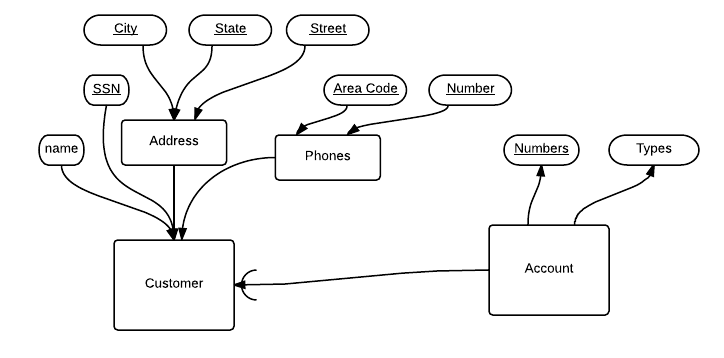 City
State
Street
SSN
Area Code
Number
name
Address
Phones
Numbers
Types
Customer
Account